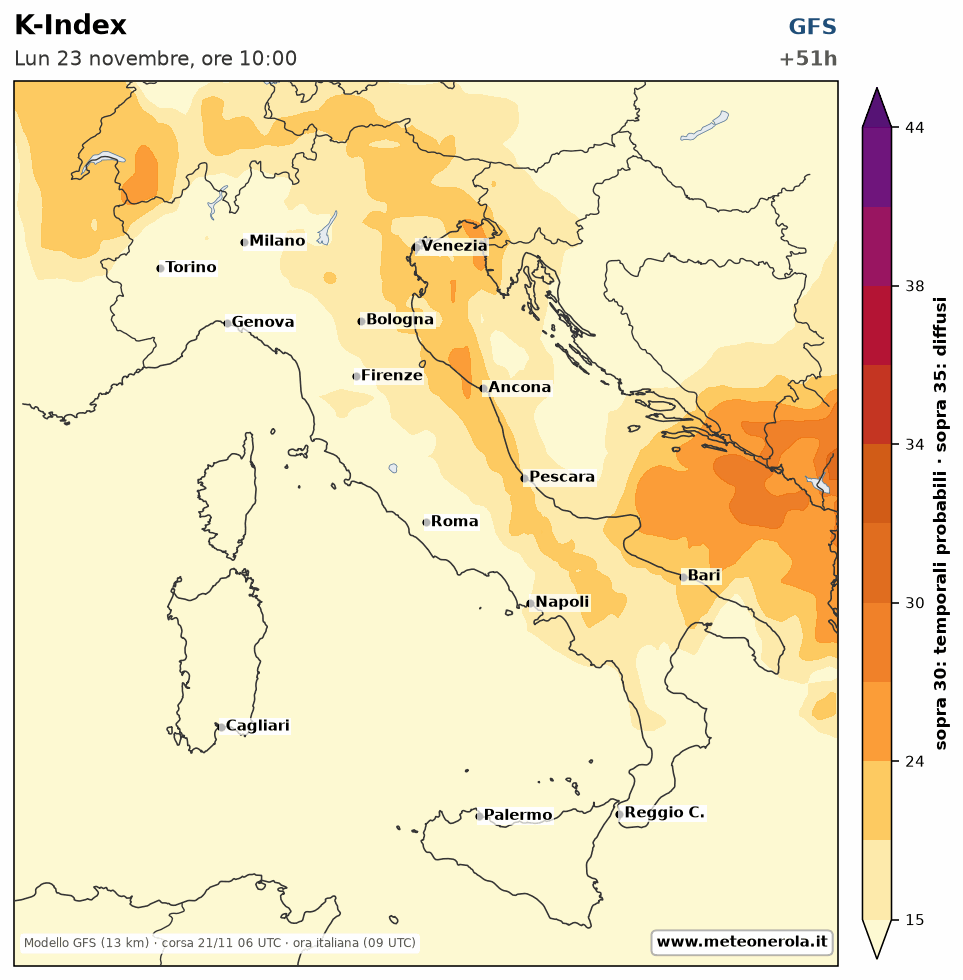 K-Index
GFS
Lun 23 novembre, ore 10:00
+51h
Milano
Venezia
Torino
Genova
Bologna
Firenze
Ancona
Pescara
Roma
Bari
Napoli
Cagliari
Palermo
Reggio C.
44
38
34
30
24
15
sopra 30: temporali probabili · sopra 35: diffusi
Modello GFS (13 km) · corsa 21/11 06 UTC · ora italiana (09 UTC)
www.meteonerola.it